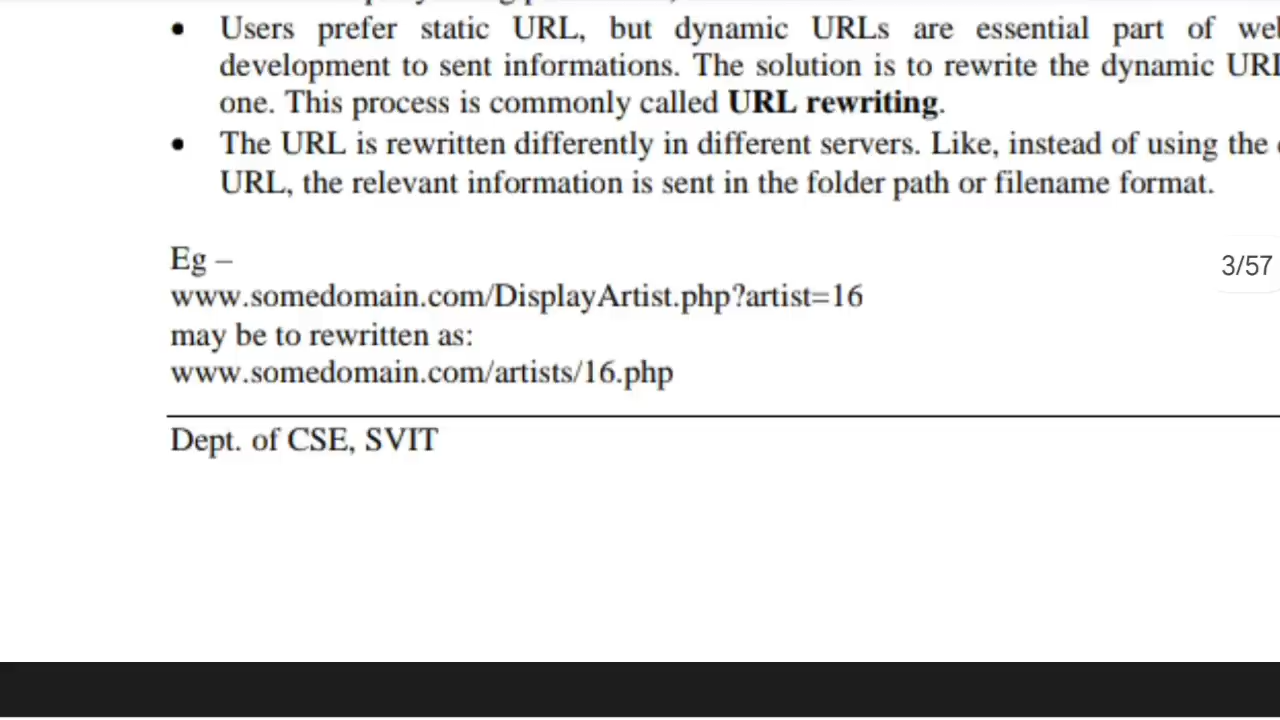 • Users prefer static URL, but dynamic URLs are essential part of
development to sent informations. The solution is to rewrite the dynamic
one. This process is commonly called URL rewriting.
• The URL is rewritten differently in different servers. Like, instead of using the
URL, the relevant information is sent in the folder path or filename format.
Eg –
3/57
www.somedomain.com/DisplayArtist.php?artist=16
may be to rewritten as:
www.somedomain.com/artists/16.php
Dept. of CSE, SVIT